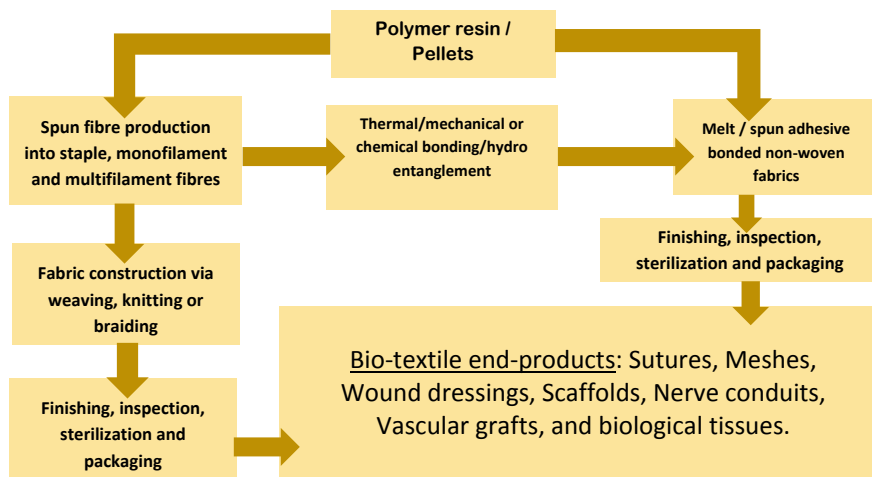 Polymer resin /
Pellets
Spun fibre production
into staple, monofilament
and multifilament fibres
Thermal/mechanical or
chemical bonding/hydro
entanglement
Melt / spun adhesive
bonded non-woven
fabrics
Fabric construction via
weaving, knitting or
braiding
Finishing, inspection,
sterilization and packaging
Finishing, inspection,
sterilization and
packaging
Bio-textile end-products: Sutures, Meshes,
Wound dressings, Scaffolds, Nerve conduits,
Vascular grafts, and biological tissues.